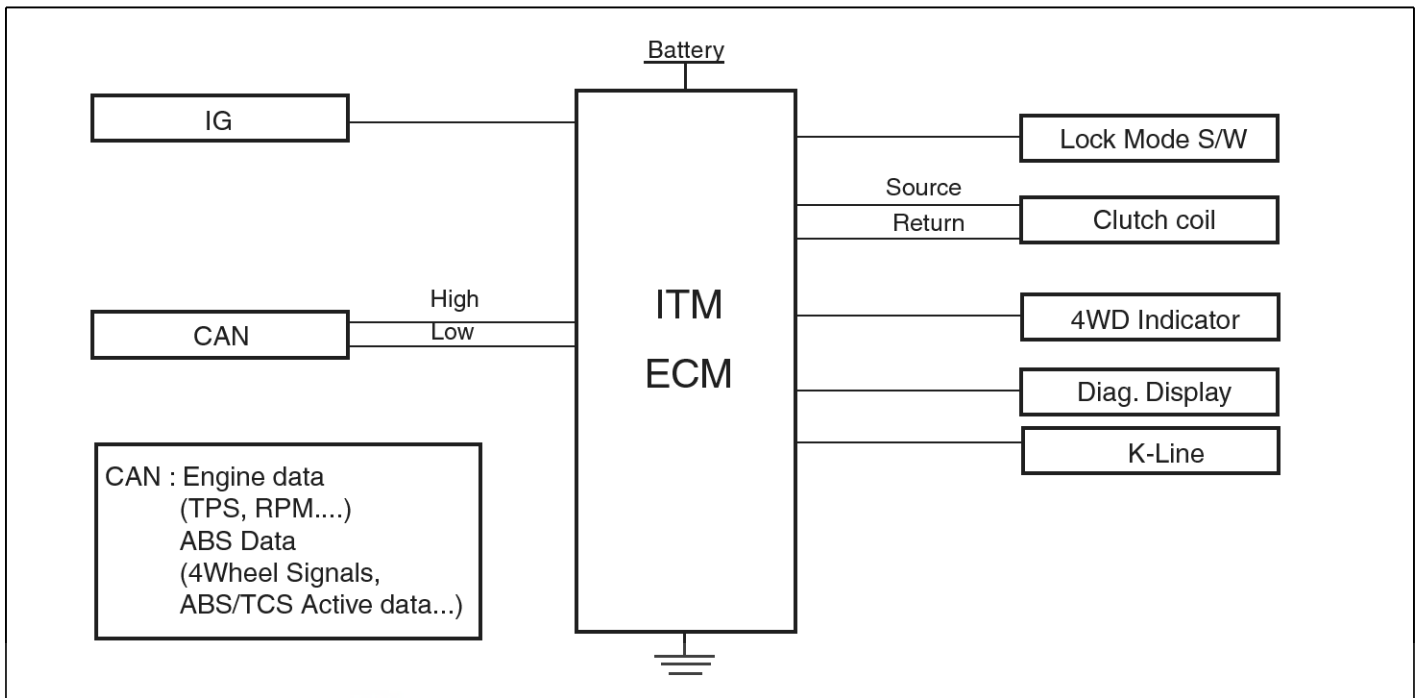 Battery
IG
Lock Mode S/W
Source
Return
Clutch coil
High
Low
CAN
ITM
ECM
4WD Indicator
Diag. Display
K-Line
CAN : Engine data
(TPS, RPM....)
ABS Data
(4Wheel Signals,
ABS/TCS Active data...)